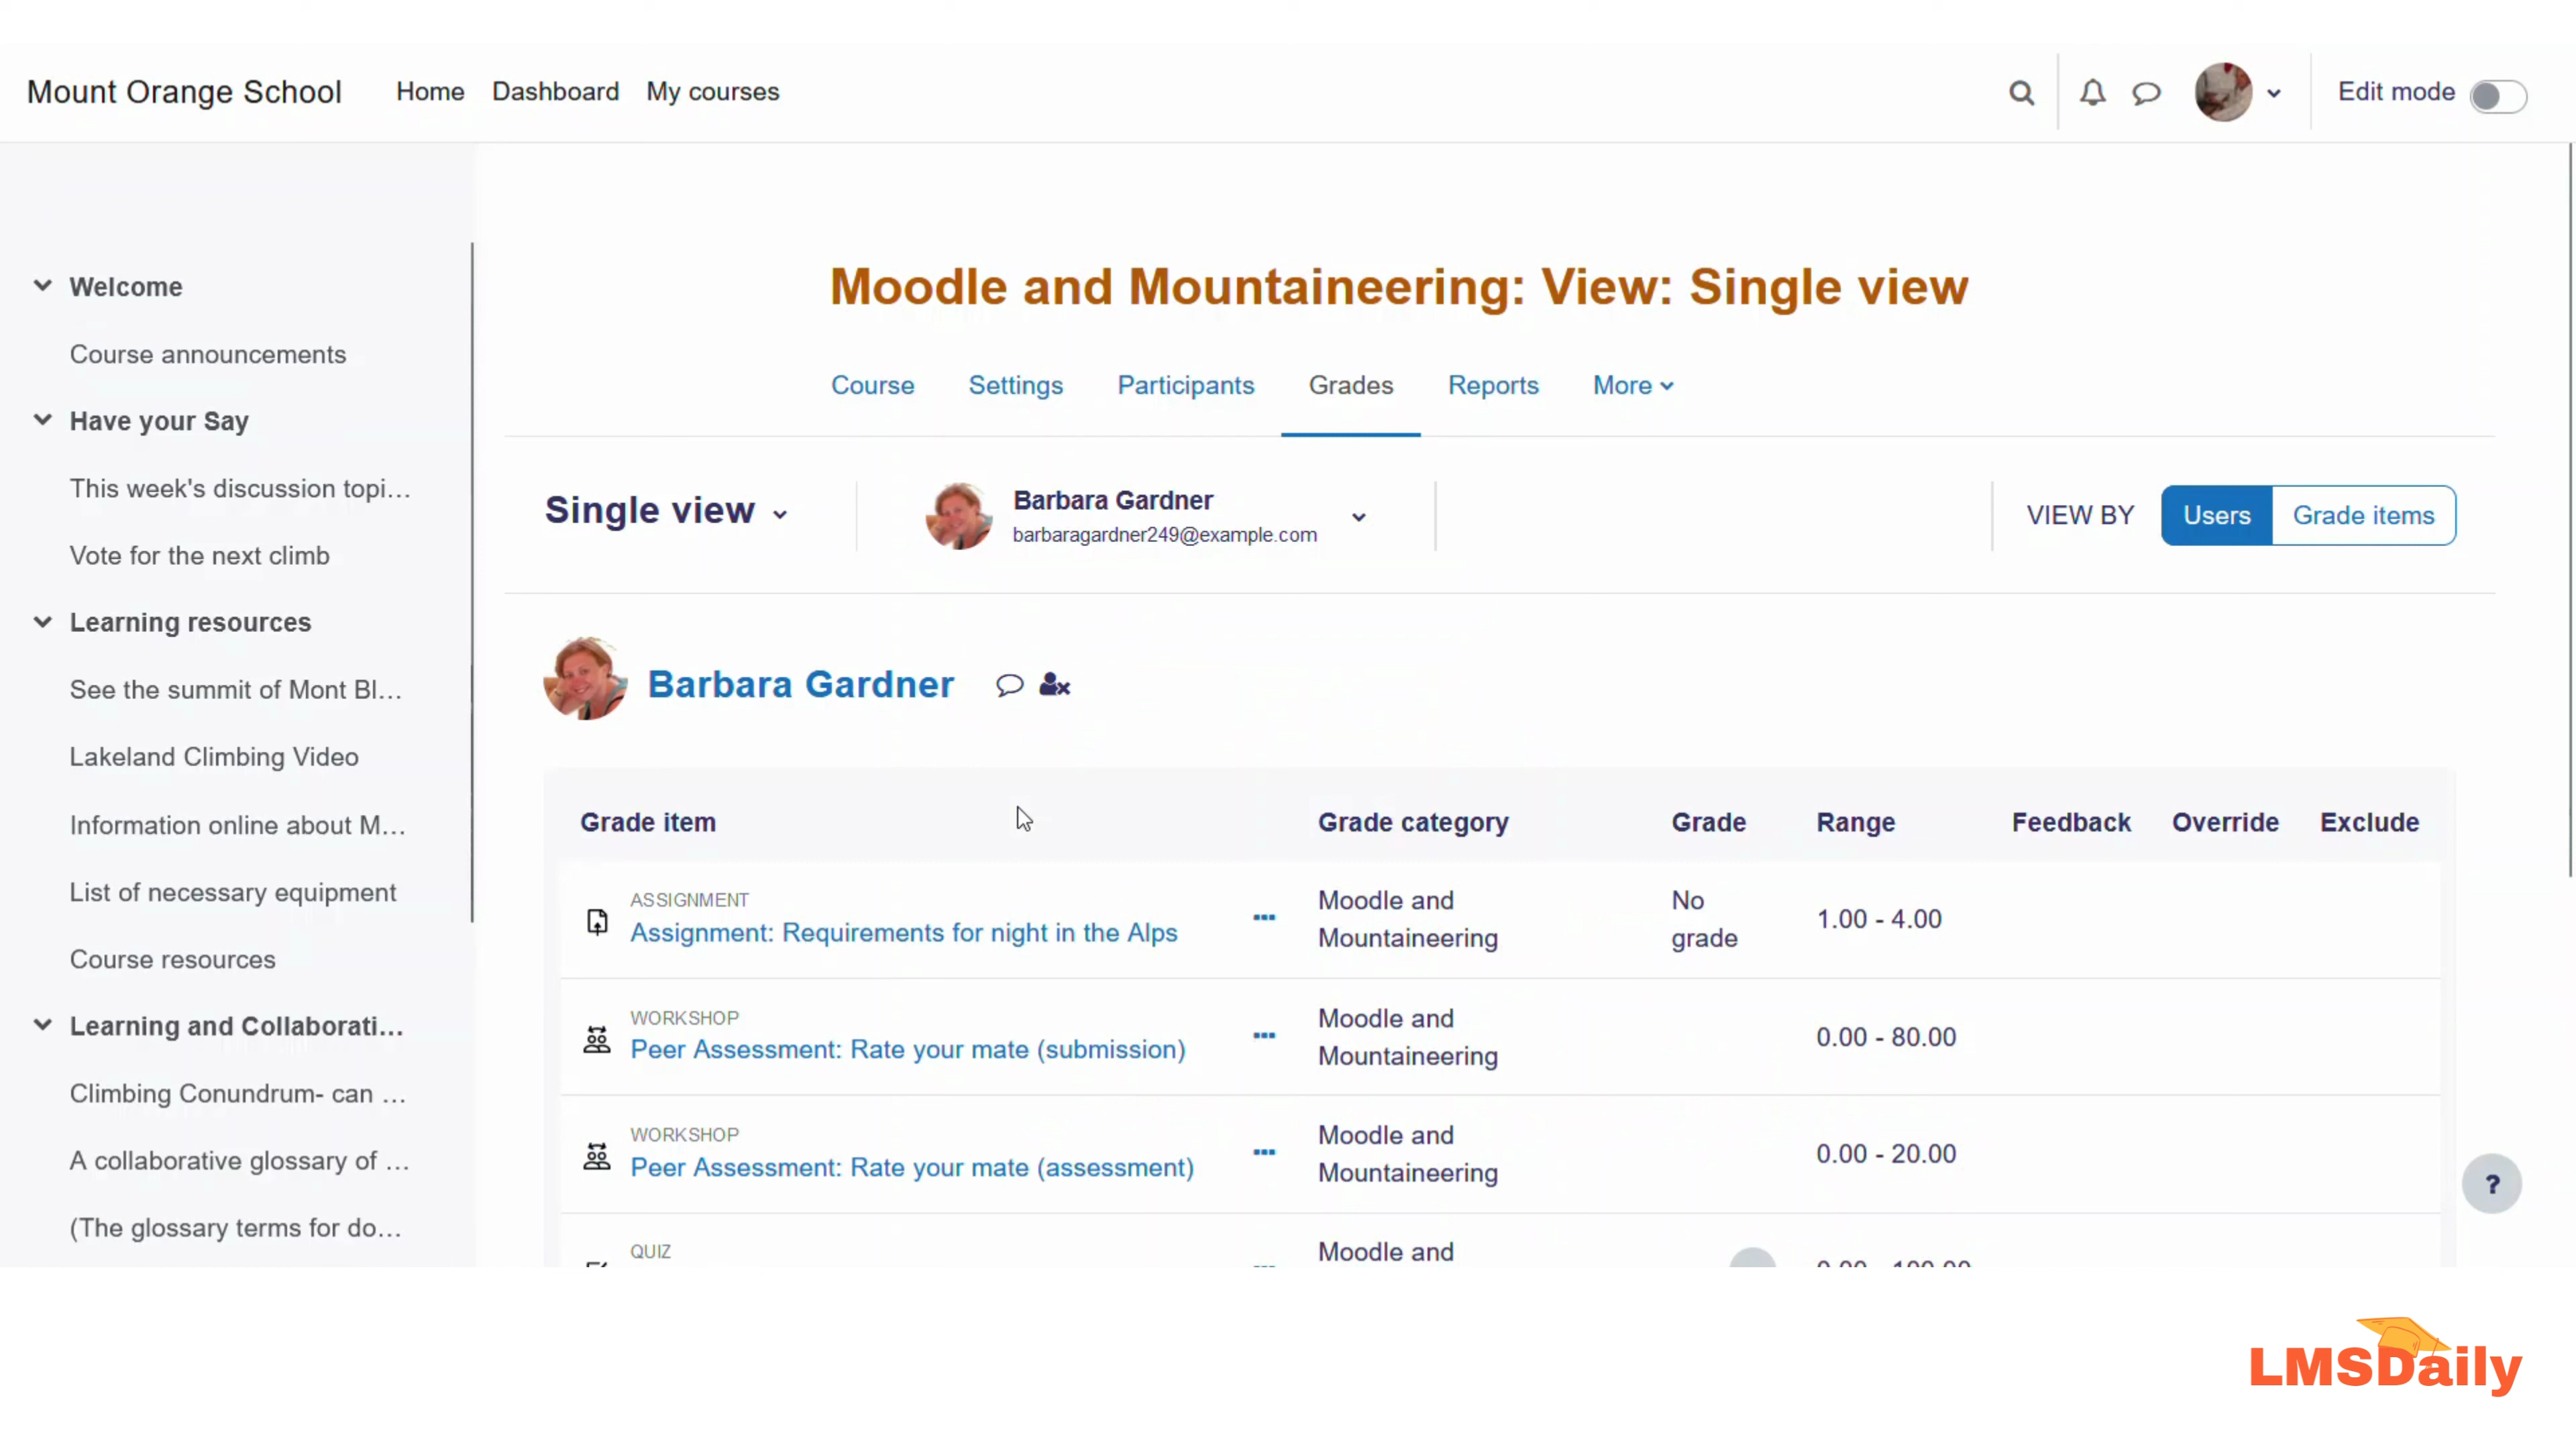 Mount Orange School Home Dashboard My courses Edit mode
Welcome
Course announcements
Have your Say
This week's discussion topi...
Vote for the next climb
Learning resources
See the summit of Mont Bl...
Lakeland Climbing Video
Information online about M...
List of necessary equipment
Course resources
Learning and Collaborati...
Climbing Conundrum- can ...
A collaborative glossary of ...
(The glossary terms for do...
Moodle and Mountaineering: View: Single view
Course Settings Participants Grades Reports More
Single view
Barbara Gardner
barbaragardner249@example.com
VIEW BY Users Grade items
Barbara Gardner
Grade item Grade category Grade Range Feedback Override Exclude
ASSIGNMENT
Assignment: Requirements for night in the Alps
Moodle and
Mountaineering
No
grade
1.00 - 4.00
WORKSHOP
Peer Assessment: Rate your mate (submission)
Moodle and
Mountaineering
0.00 - 80.00
WORKSHOP
Peer Assessment: Rate your mate (assessment)
Moodle and
Mountaineering
0.00 - 20.00
QUIZ
Moodle and
?
LMSDaily